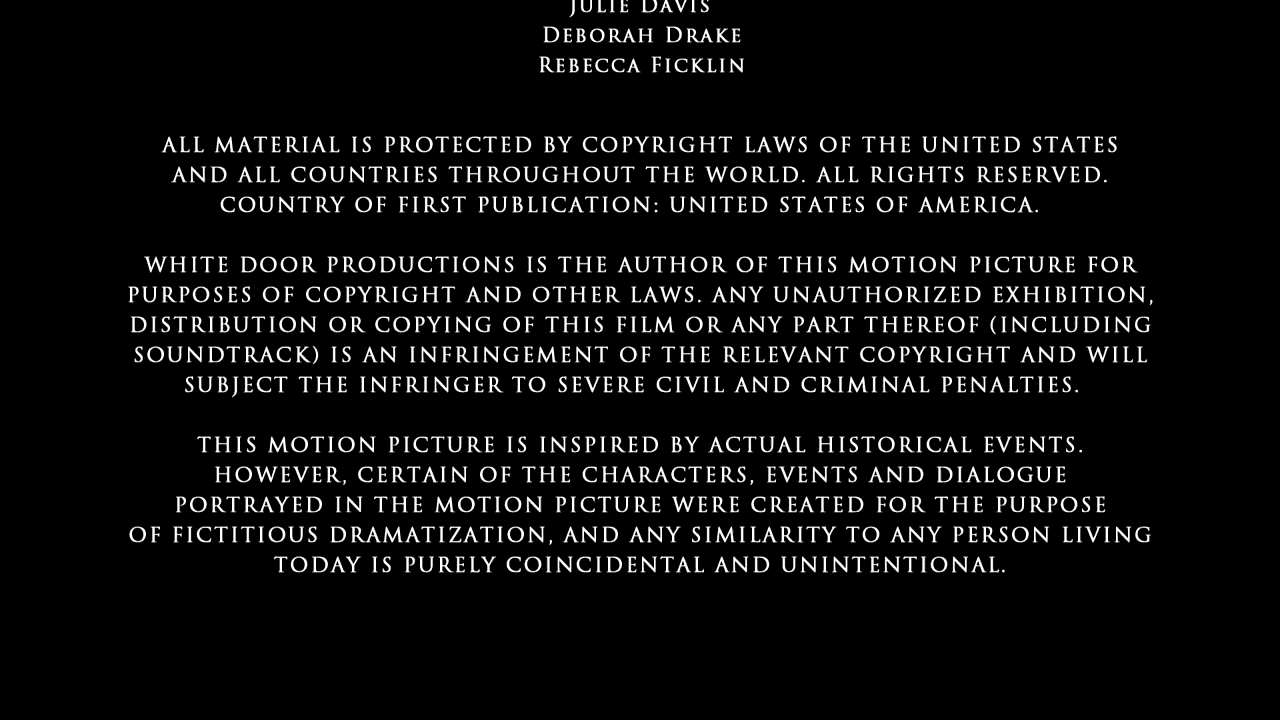 JULIE DAVIS
DEBORAH DRAKE
REBECCA FICKLIN
ALL MATERIAL IS PROTECTED BY COPYRIGHT LAWS OF THE UNITED STATES
AND ALL COUNTRIES THROUGHOUT THE WORLD. ALL RIGHTS RESERVED.
COUNTRY OF FIRST PUBLICATION: UNITED STATES OF AMERICA.
WHITE DOOR PRODUCTIONS IS THE AUTHOR OF THIS MOTION PICTURE FOR
PURPOSES OF COPYRIGHT AND OTHER LAWS. ANY UNAUTHORIZED EXHIBITION,
DISTRIBUTION OR COPYING OF THIS FILM OR ANY PART THEREOF (INCLUDING
SOUNDTRACK) IS AN INFRINGEMENT OF THE RELEVANT COPYRIGHT AND WILL
SUBJECT THE INFRINGER TO SEVERE CIVIL AND CRIMINAL PENALTIES.
THIS MOTION PICTURE IS INSPIRED BY ACTUAL HISTORICAL EVENTS.
HOWEVER, CERTAIN OF THE CHARACTERS, EVENTS AND DIALOGUE
PORTRAYED IN THE MOTION PICTURE WERE CREATED FOR THE PURPOSE
OF FICTITIOUS DRAMATIZATION, AND ANY SIMILARITY TO ANY PERSON LIVING
TODAY IS PURELY COINCIDENTAL AND UNINTENTIONAL.